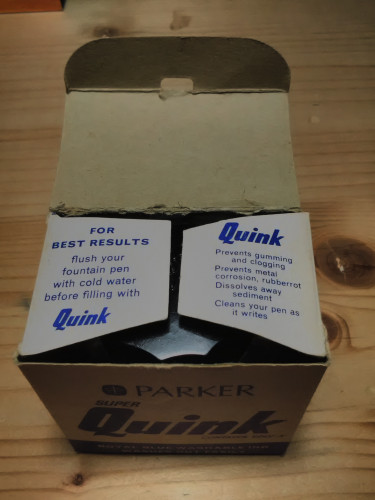 FOR
BEST RESULTS
flush your
fountain pen
with cold water
before filling with
Quink
Quink
Prevents gumming
and clogging
Prevents metal
corrosion, rubberrot
Dissolves away
sediment
Cleans your pen as
it writes
PARKER
SUPER
Quink